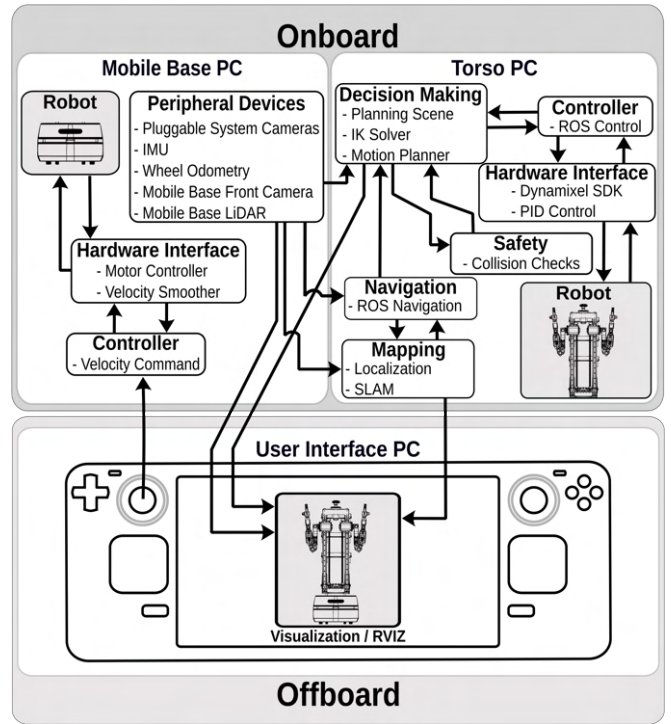 Onboard
Mobile Base PC
Robot
Peripheral Devices
- Pluggable System Cameras
- IMU
- Wheel Odometry
- Mobile Base Front Camera
- Mobile Base LiDAR
Hardware Interface
- Motor Controller
- Velocity Smoother
Controller
- Velocity Command
Torso PC
Decision Making
- Planning Scene
- IK Solver
- Motion Planner
Controller
- ROS Control
Hardware Interface
- Dynamixel SDK
- PID Control
Safety
- Collision Checks
Navigation
- ROS Navigation
Robot
Mapping
- Localization
- SLAM
User Interface PC
Visualization / RVIZ
Offboard